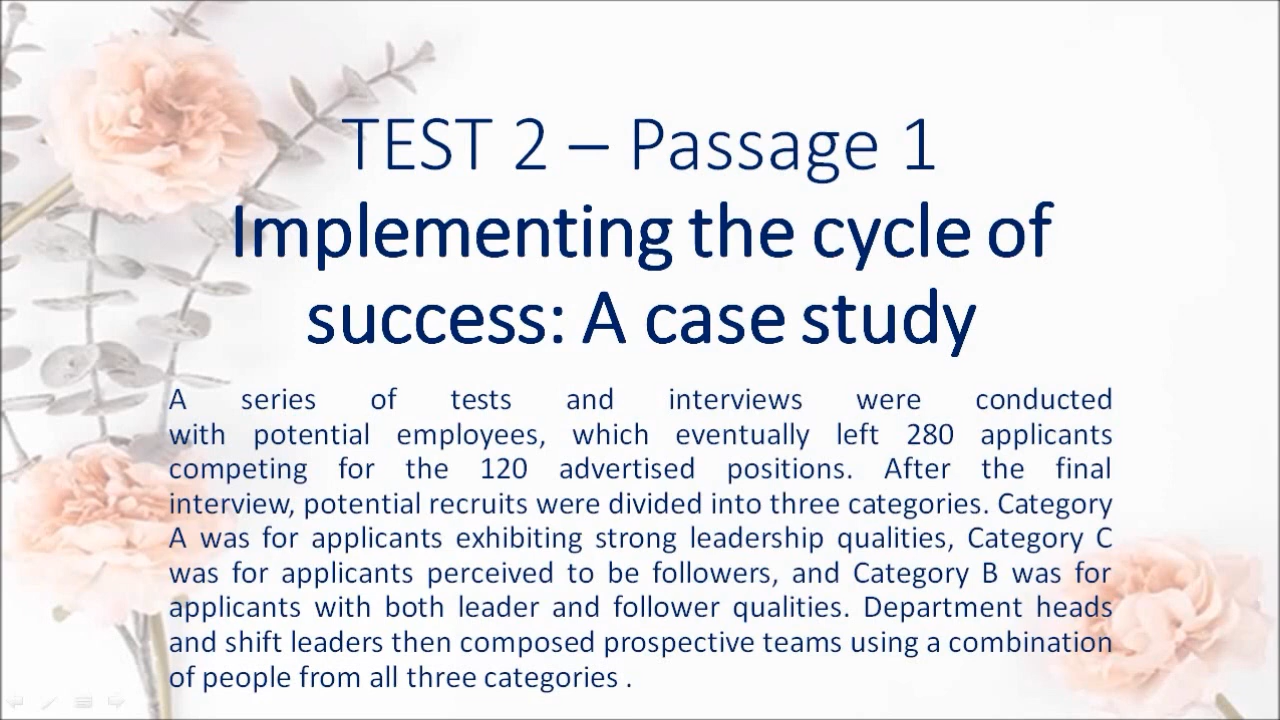 TEST 2 – Passage 1
Implementing the cycle of
success: A case study
A series of tests and interviews were conducted
with potential employees, which eventually left 280 applicants
competing for the 120 advertised positions. After the final
interview, potential recruits were divided into three categories. Category
A was for applicants exhibiting strong leadership qualities, Category C
was for applicants perceived to be followers, and Category B was for
applicants with both leader and follower qualities. Department heads
and shift leaders then composed prospective teams using a combination
of people from all three categories .